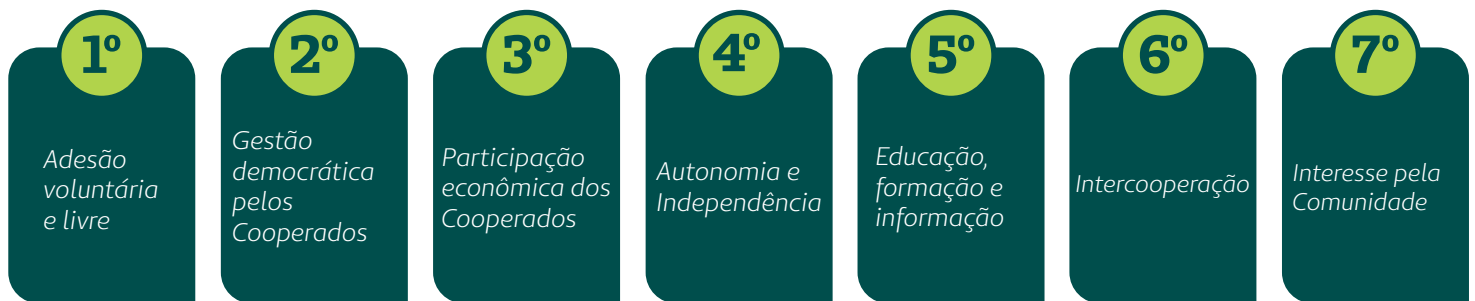 1º
Adesão
voluntária
e livre
2º
Gestão
democrática
pelos
Cooperados
3º
Participação
econômica dos
Cooperados
4º
Autonomia e
Independência
5º
Educação,
formação e
informação
6º
Intercooperação
7º
Interesse pela
Comunidade